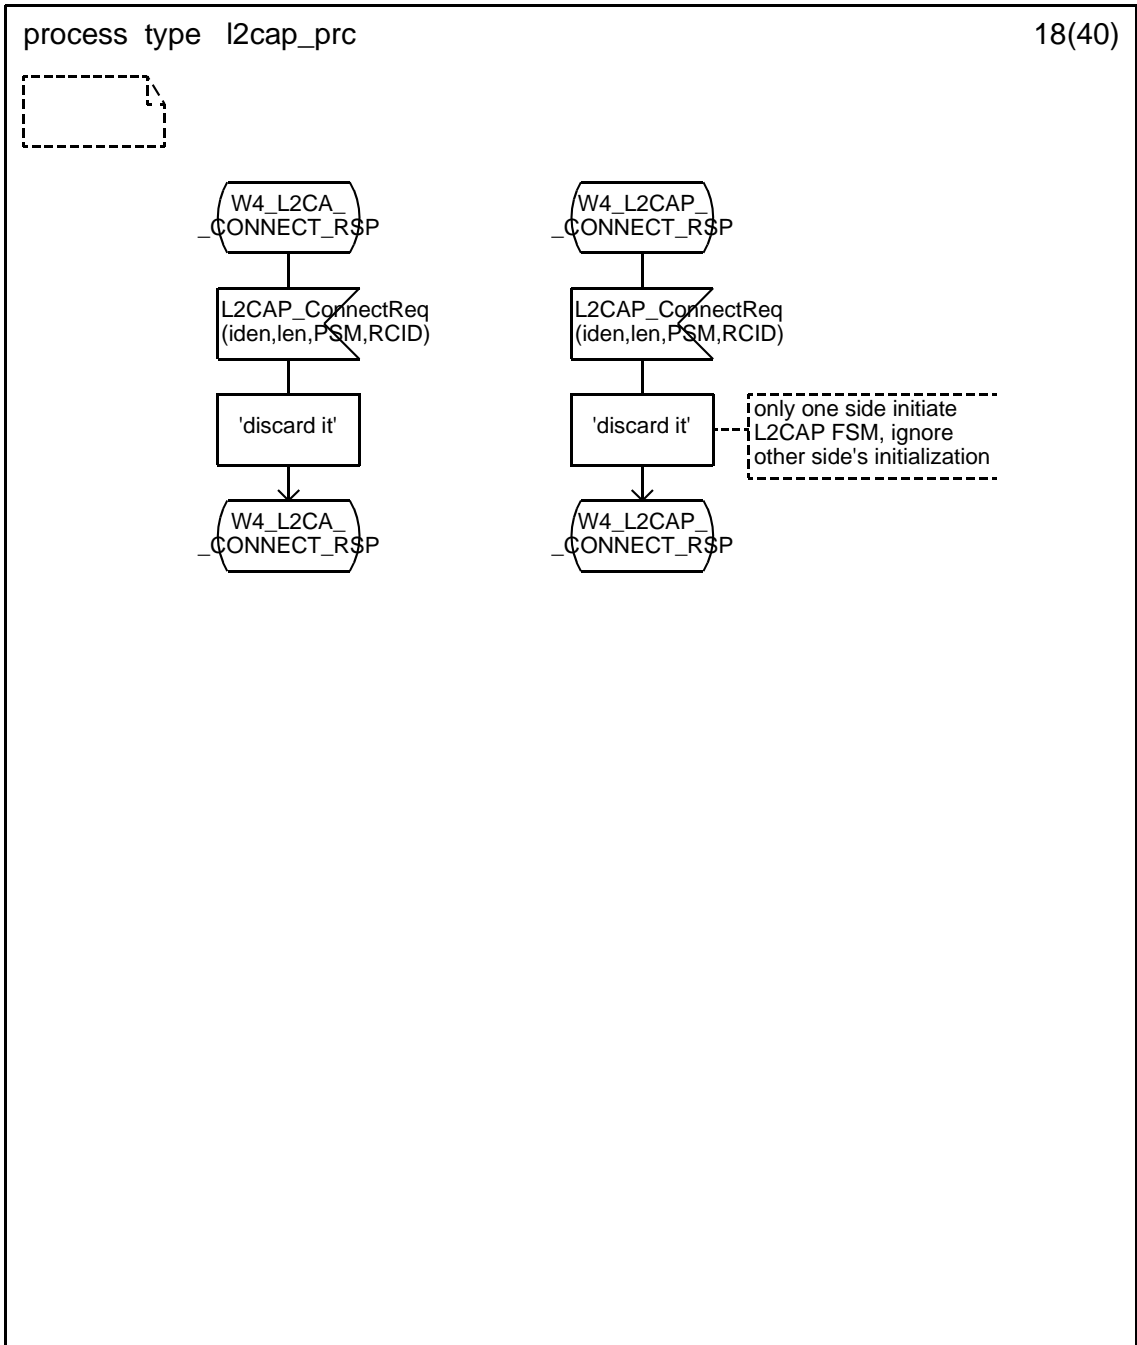 process type l2cap_prc
18(40)
W4_L2CA_
_CONNECT_RSP
L2CAP_ConnectReq
(iden,len,PSM,RCID)
'discard it'
W4_L2CA_
_CONNECT_RSP
W4_L2CAP_
_CONNECT_RSP
L2CAP_ConnectReq
(iden,len,PSM,RCID)
'discard it'
only one side initiate
L2CAP FSM, ignore
other side's initialization
W4_L2CAP_
_CONNECT_RSP